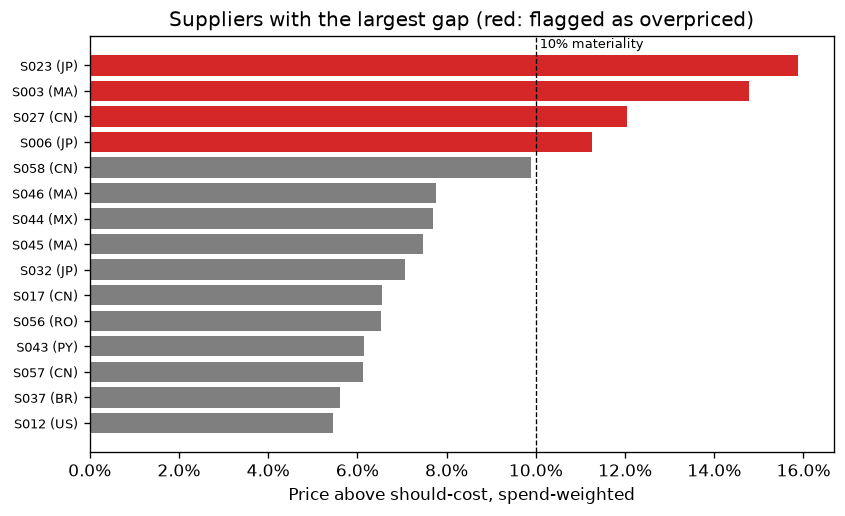 Suppliers with the largest gap (red: flagged as overpriced)
10% materiality
S023 (JP)
S003 (MA)
S027 (CN)
S006 (JP)
S058 (CN)
S046 (MA)
S044 (MX)
S045 (MA)
S032 (JP)
S017 (CN)
S056 (RO)
S043 (PY)
S057 (CN)
S037 (BR)
S012 (US)
0.0% 2.0% 4.0% 6.0% 8.0% 10.0% 12.0% 14.0% 16.0%
Price above should-cost, spend-weighted